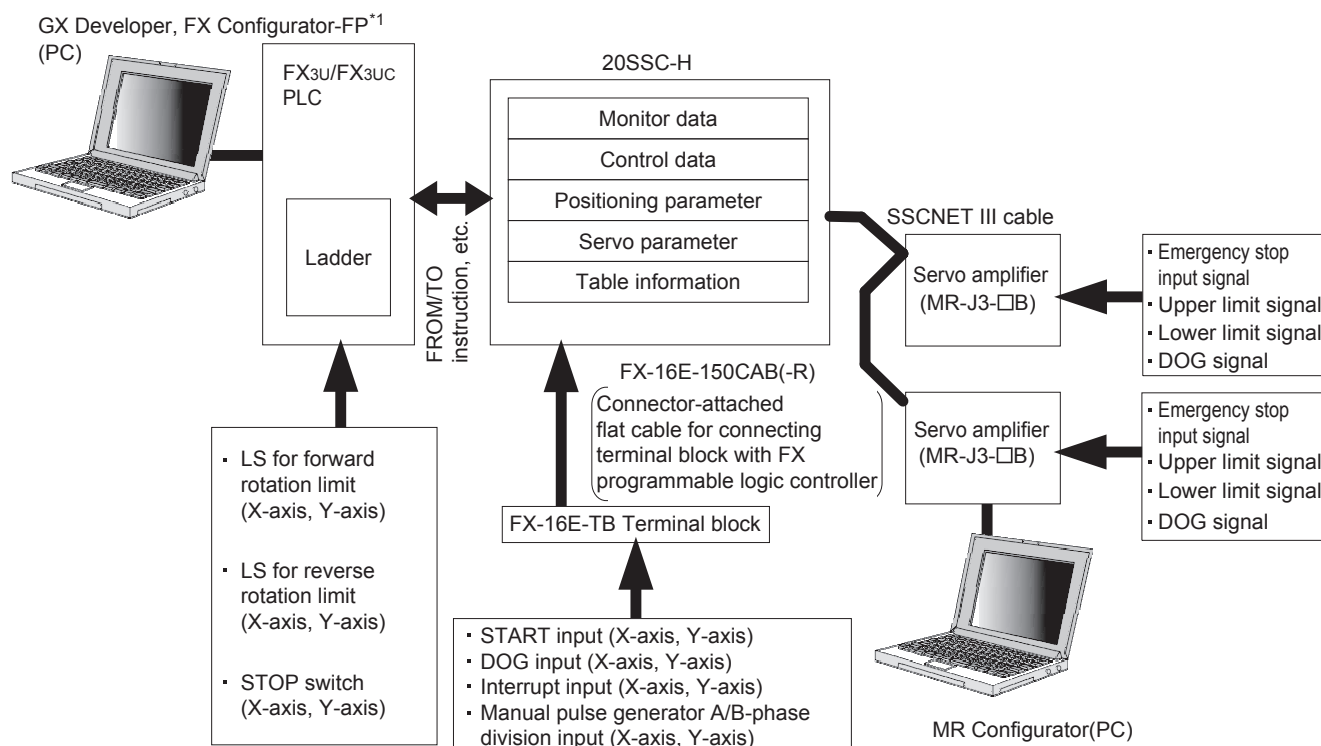 GX Developer, FX Configurator-FP*1
(PC)
FX3U/FX3UC
PLC
Ladder
FROM/TO
instruction, etc.
20SSC-H
Monitor data
Control data
Positioning parameter
Servo parameter
Table information
SSCNET III cable
Servo amplifier
(MR-J3-□B)
· Emergency stop
input signal
· Upper limit signal
· Lower limit signal
· DOG signal
Servo amplifier
(MR-J3-□B)
· Emergency stop
input signal
· Upper limit signal
· Lower limit signal
· DOG signal
FX-16E-150CAB(-R)
Connector-attached
flat cable for connecting
terminal block with FX
programmable logic controller
FX-16E-TB Terminal block
· LS for forward
rotation limit
(X-axis, Y-axis)
· LS for reverse
rotation limit
(X-axis, Y-axis)
· STOP switch
(X-axis, Y-axis)
· START input (X-axis, Y-axis)
· DOG input (X-axis, Y-axis)
· Interrupt input (X-axis, Y-axis)
· Manual pulse generator A/B-phase
division input (X-axis, Y-axis)
MR Configurator(PC)